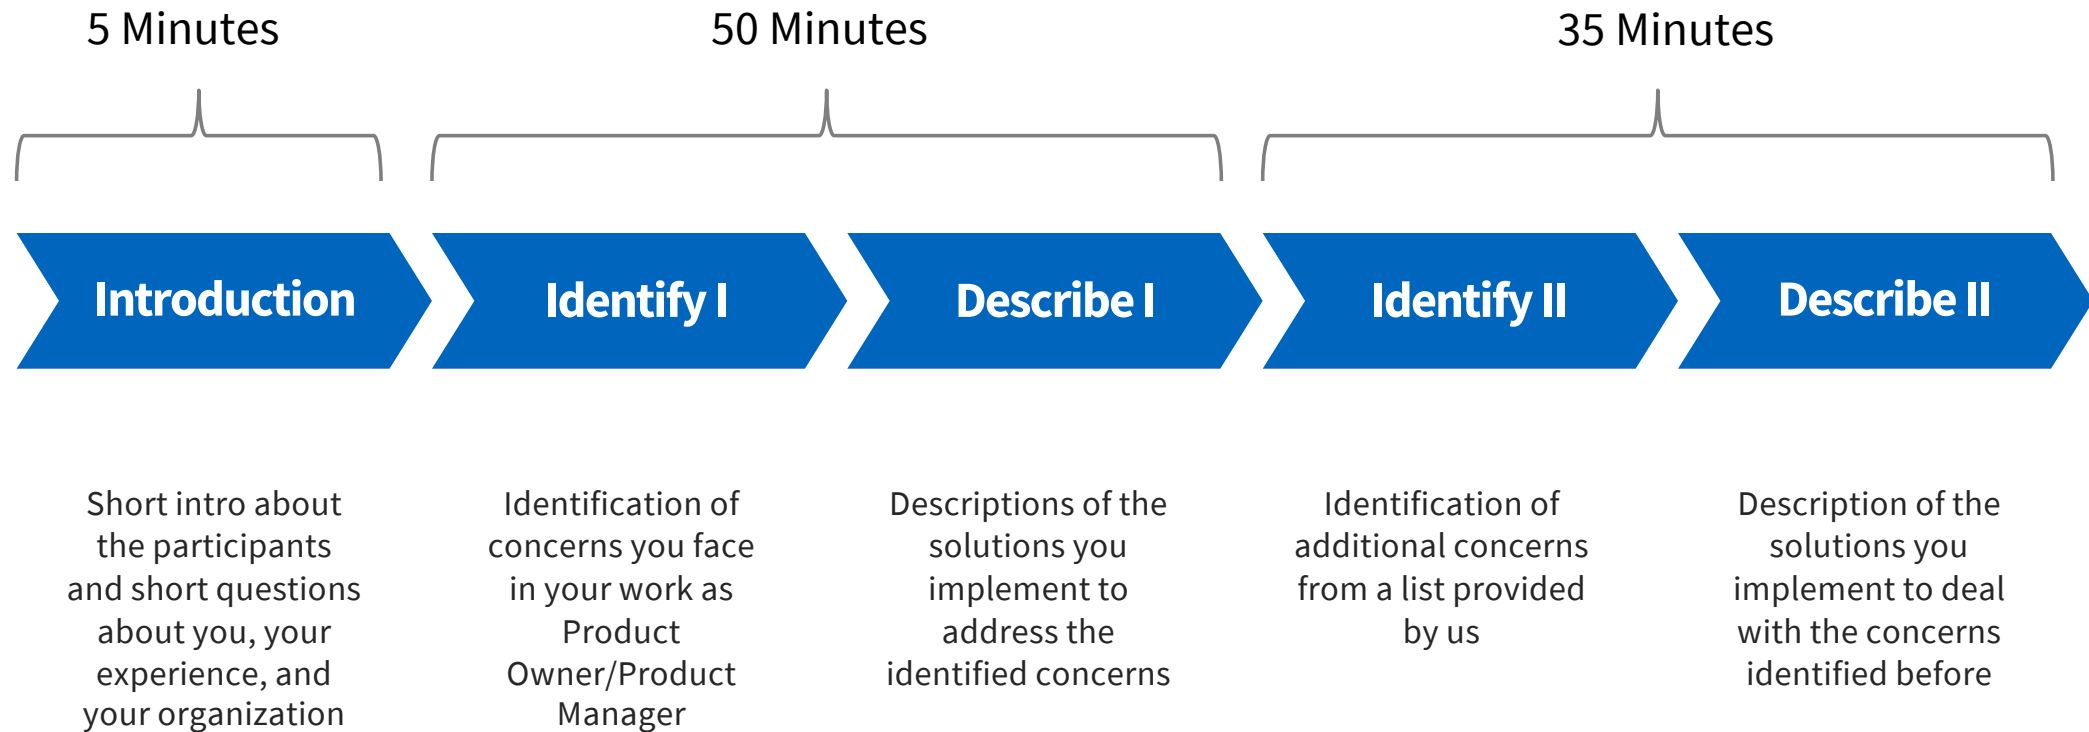 5 Minutes
50 Minutes
35 Minutes
Introduction
Identify I
Describe I
Identify II
Describe II
Short intro about
the participants
and short questions
about you, your
experience, and
your organization
Identification of
concerns you face
in your work as
Product
Owner/Product
Manager
Descriptions of the
solutions you
implement to
address the
identified concerns
Identification of
additional concerns
from a list provided
by us
Description of the
solutions you
implement to deal
with the concerns
identified before